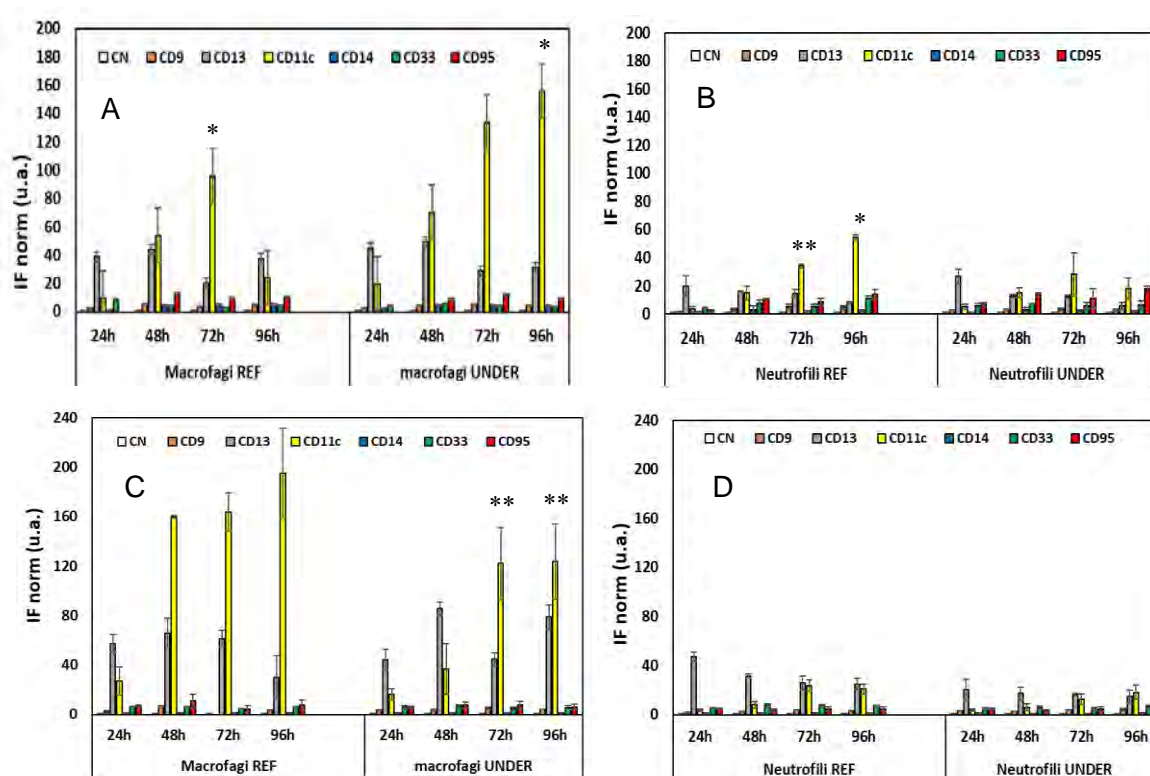 200
180
160
140
120
100
80
60
40
20
0
IF norm (u.a.)
CN CD9 CD13 CD11c CD14 CD33 CD95
A
*
*
24h 48h 72h 96h 24h 48h 72h 96h
Macrofagi REF macrofagi UNDER
200
180
160
140
120
100
80
60
40
20
0
IF norm (u.a.)
CN CD9 CD13 CD11c CD14 CD33 CD95
B
**
*
24h 48h 72h 96h 24h 48h 72h 96h
Neutrofili REF Neutrofili UNDER
240
200
160
120
80
40
0
IF norm (u.a.)
CN CD9 CD13 CD11c CD14 CD33 CD95
C
** **
24h 48h 72h 96h 24h 48h 72h 96h
Macrofagi REF macrofagi UNDER
240
200
160
120
80
40
0
IF norm (u.a.)
CN CD9 CD13 CD11c CD14 CD33 CD95
D
24h 48h 72h 96h 24h 48h 72h 96h
Neutrofili REF Neutrofili UNDER